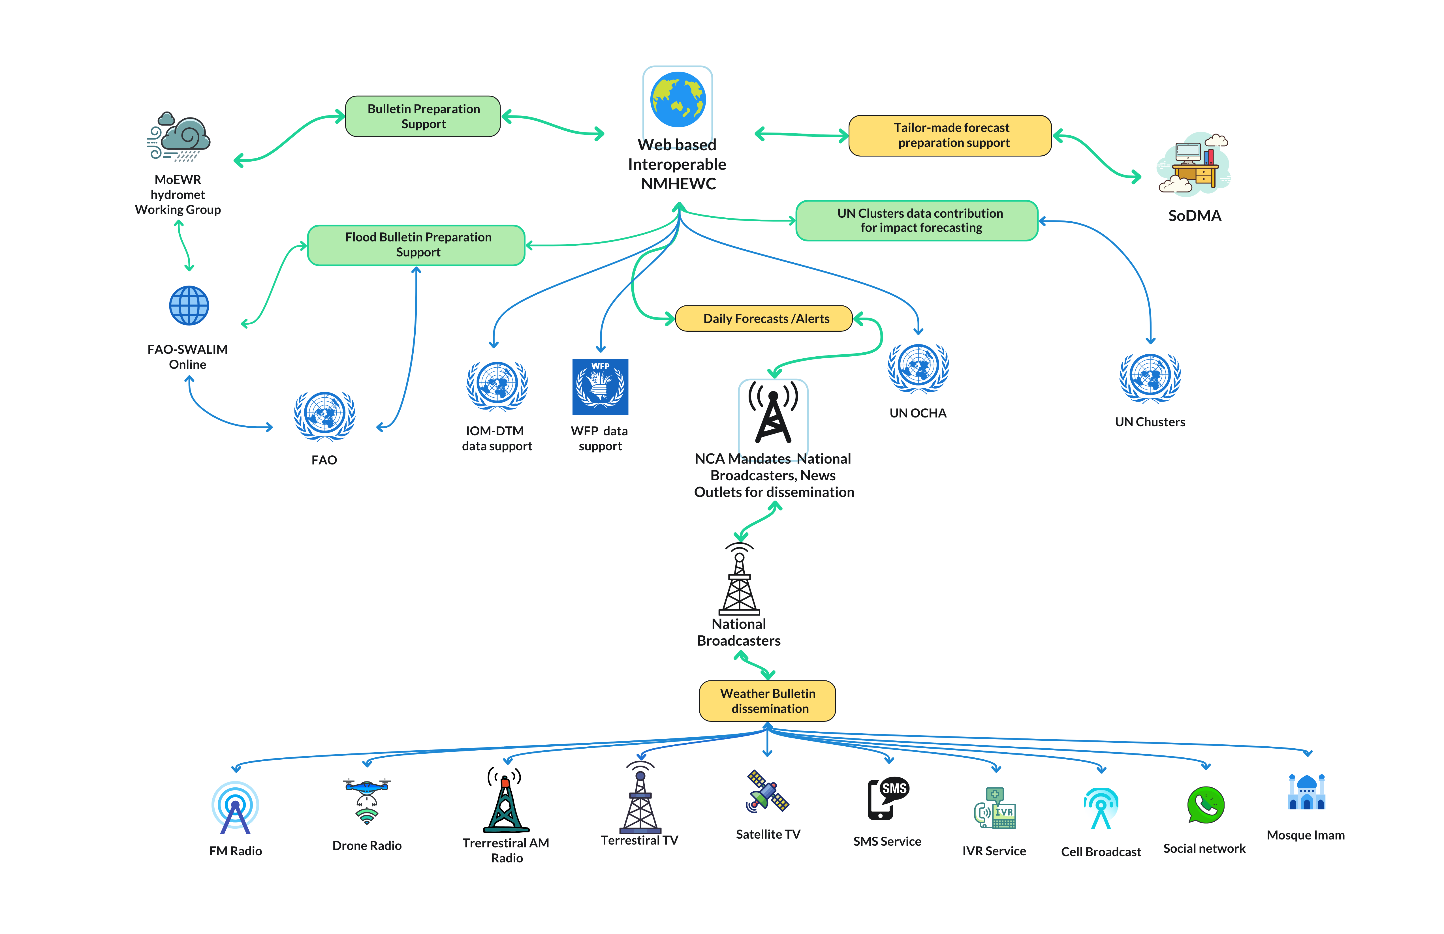 Bulletin Preparation
Support
Web based
Interoperable
NMHEWC
Tailor-made forecast
preparation support
MoEWR
hydromet
Working Group
SoDMA
Flood Bulletin Preparation
Support
UN Clusters data contribution
for impact forecasting
Daily Forecasts /Alerts
FAO-SWALIM
Online
FAO
IOM-DTM
data support
WFP
WFP data
support
UN OCHA
UN Chusters
NCA Mandates National
Broadcasters, News
Outlets for dissemination
National
Broadcasters
Weather Bulletin
dissemination
FM Radio
Drone Radio
Trerrestiral AM
Radio
Terrestiral TV
Satellite TV
SMS
SMS Service
IVR
IVR Service
Cell Broadcast
Social network
Mosque Imam